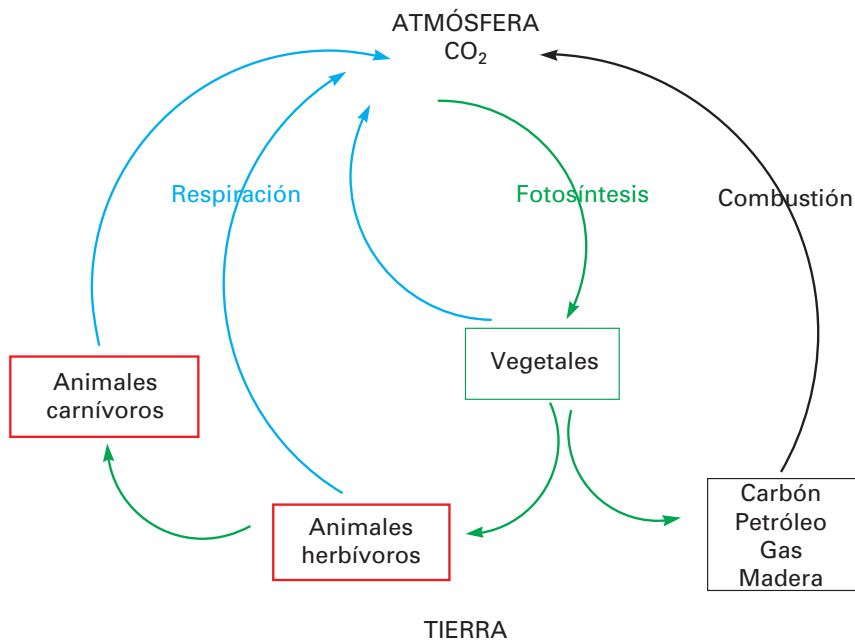 ATMÓSFERA
CO₂
Respiración
Fotosíntesis
Combustión
Vegetales
Animales
carnívoros
Animales
herbívoros
Carbón
Petróleo
Gas
Madera
TIERRA